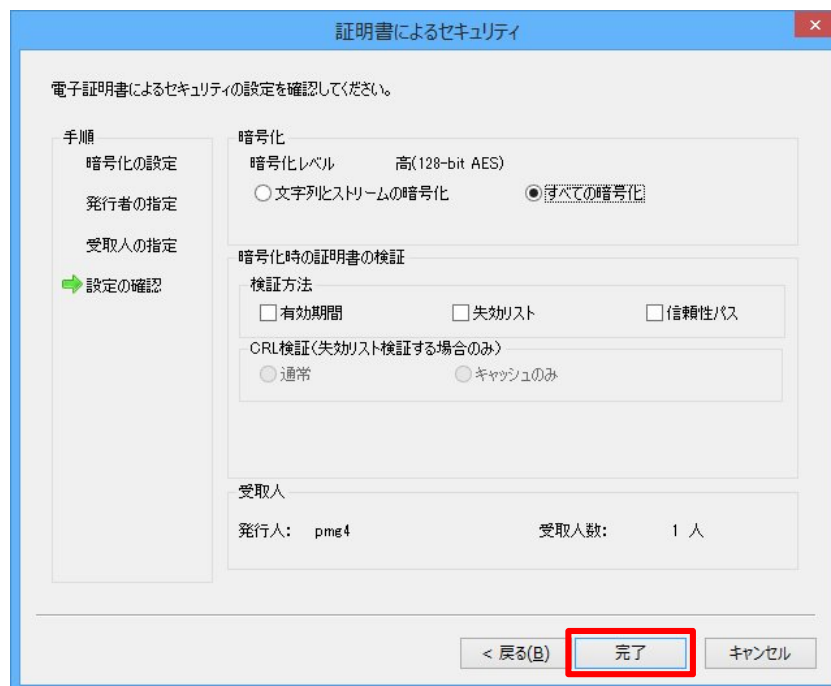 証明書によるセキュリティ
電子証明書によるセキュリティの設定を確認してください。
手順
暗号化の設定
発行者の指定
受取人の指定
設定の確認
暗号化
暗号化レベル 高(128-bit AES)
文字列とストリームの暗号化 すべての暗号化
暗号化時の証明書の検証
検証方法
有効期間 失効リスト 信頼性パス
CRL検証(失効リスト検証する場合のみ)
通常 キャッシュのみ
受取人
発行人: pmg4 受取人数: 1 人
< 戻る(B) 完了 キャンセル